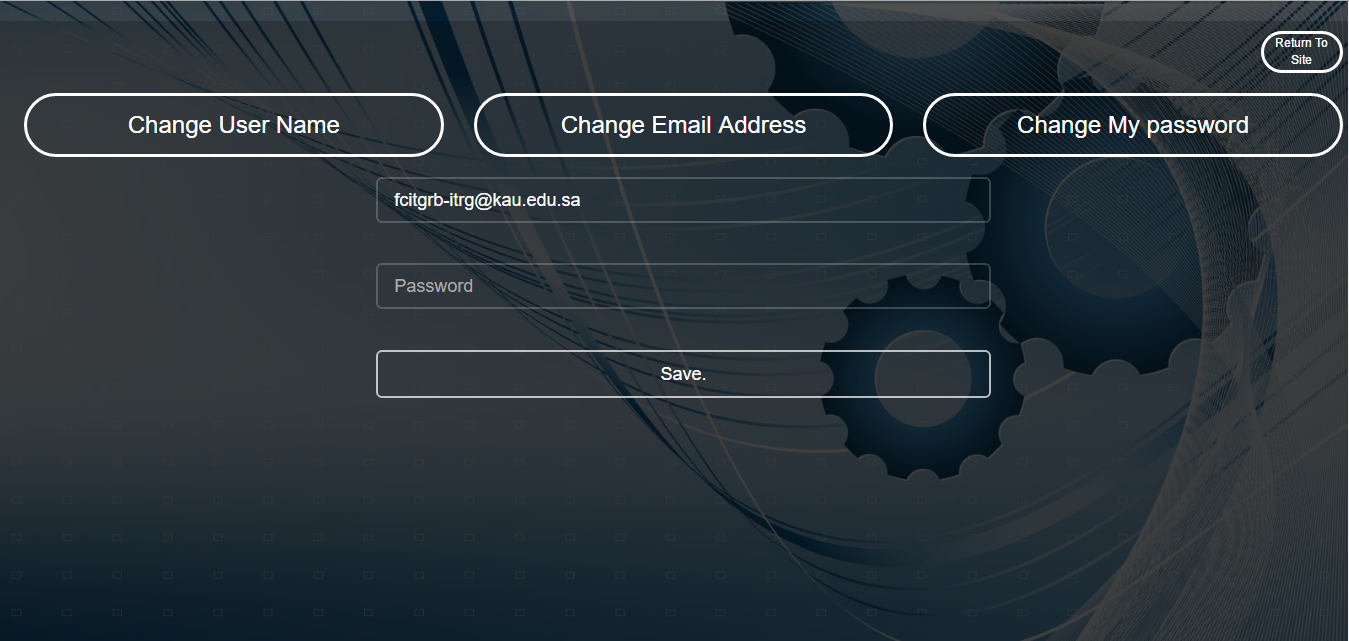 Return To
Site
Change User Name
Change Email Address
Change My password
fcitgrb-itrg@kau.edu.sa
Password
Save.